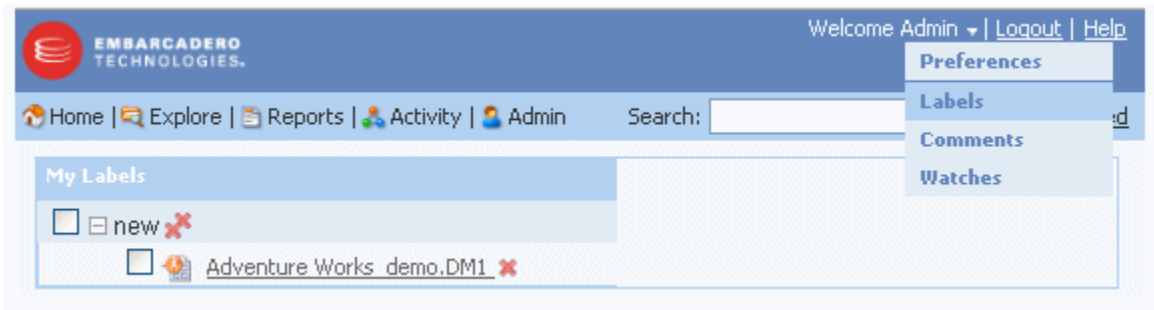 Welcome Admin | Logout | Help
EMBARCADERO
TECHNOLOGIES.
Preferences
Labels
Comments
Watches
Home | Explore | Reports | Activity | Admin Search:
My Labels
new
Adventure Works_demo.DM1